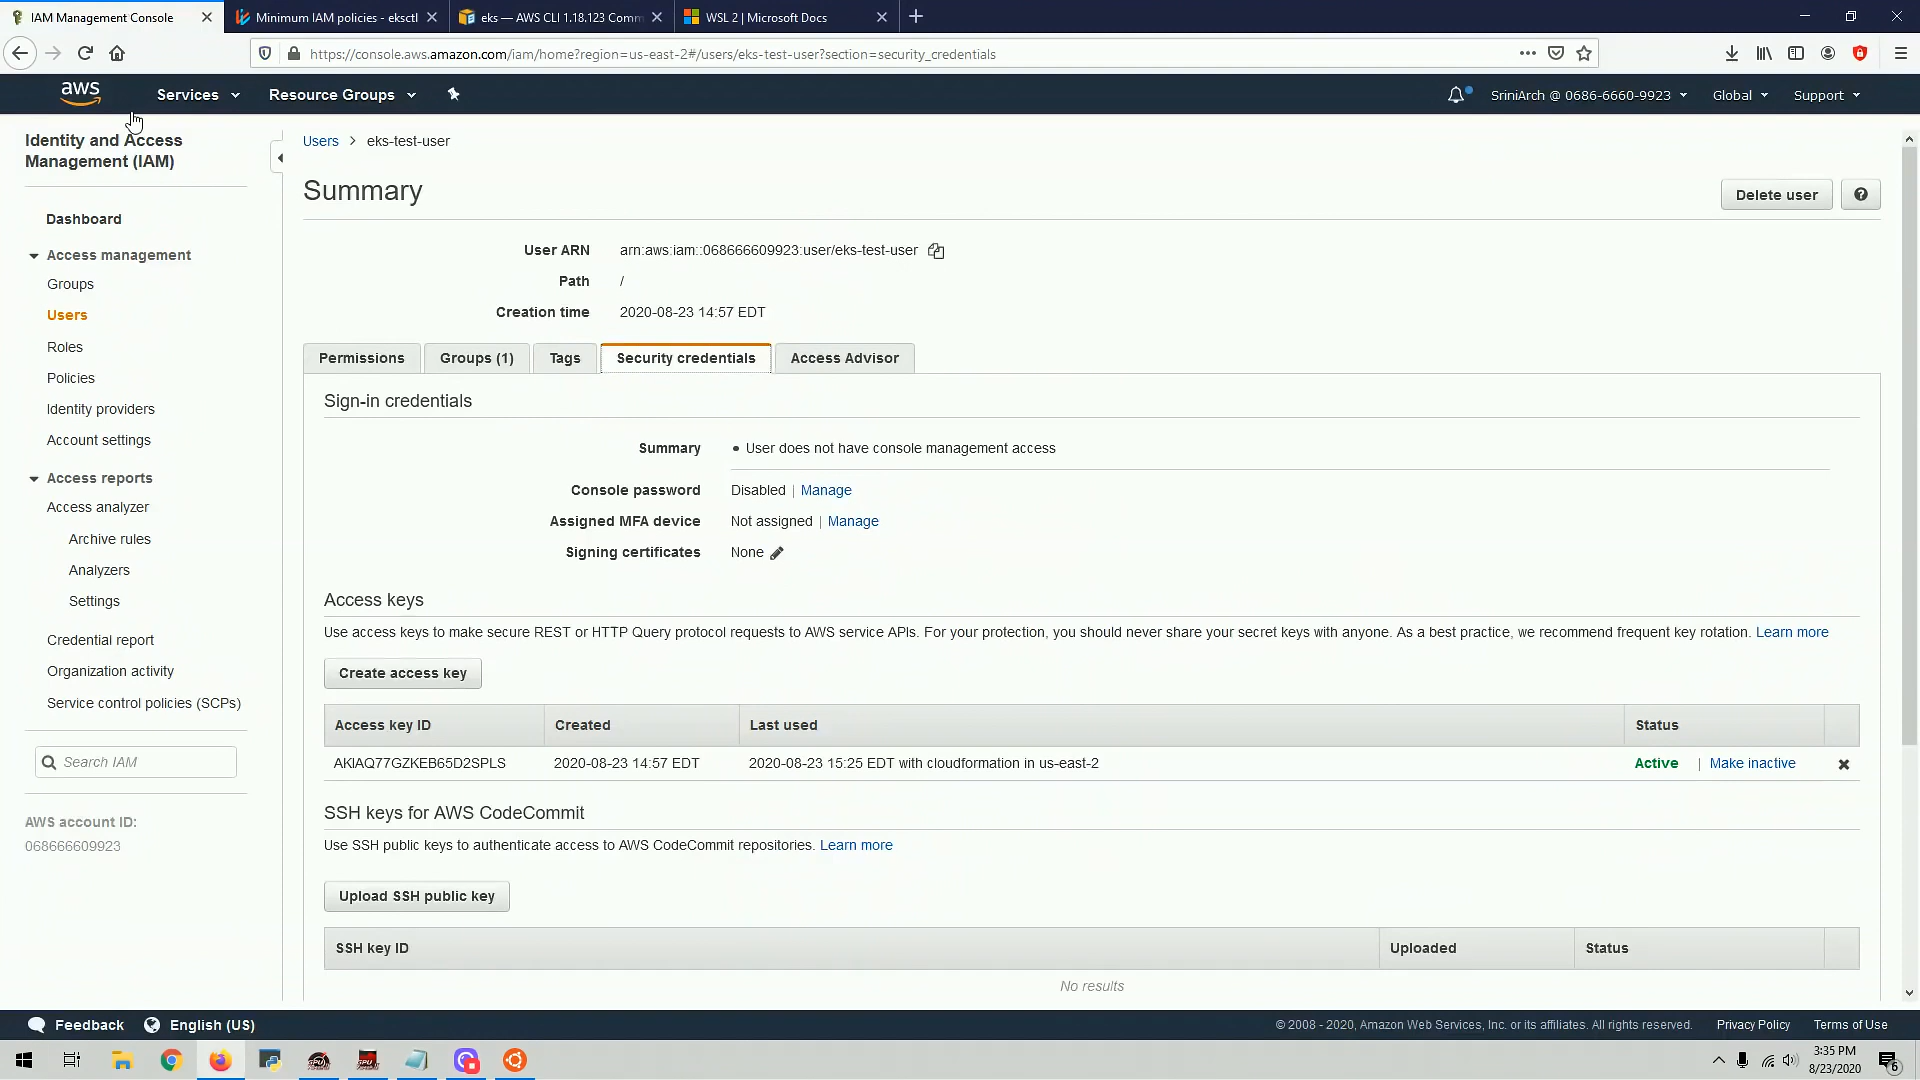 IAM Management Console
Minimum IAM policies - eksctl
eks — AWS CLI 1.18.123 Comm
WSL 2 | Microsoft Docs
https://console.aws.amazon.com/iam/home?region=us-east-2#/users/eks-test-user?section=security_credentials
aws
Services
Resource Groups
SriniArch @ 0686-6660-9923
Global
Support
Identity and Access
Management (IAM)
Dashboard
Access management
Groups
Users
Roles
Policies
Identity providers
Account settings
Access reports
Access analyzer
Archive rules
Analyzers
Settings
Credential report
Organization activity
Service control policies (SCPs)
Search IAM
AWS account ID:
068666609923
Users > eks-test-user
Summary
Delete user
User ARN arn:aws:iam::068666609923:user/eks-test-user
Path /
Creation time 2020-08-23 14:57 EDT
Permissions
Groups (1)
Tags
Security credentials
Access Advisor
Sign-in credentials
Summary • User does not have console management access
Console password Disabled | Manage
Assigned MFA device Not assigned | Manage
Signing certificates None
Access keys
Use access keys to make secure REST or HTTP Query protocol requests to AWS service APIs. For your protection, you should never share your secret keys with anyone. As a best practice, we recommend frequent key rotation. Learn more
Create access key
Access key ID Created Last used Status
AKIAQ77GZKEB65D2SPLS 2020-08-23 14:57 EDT 2020-08-23 15:25 EDT with cloudformation in us-east-2 Active | Make inactive
SSH keys for AWS CodeCommit
Use SSH public keys to authenticate access to AWS CodeCommit repositories. Learn more
Upload SSH public key
SSH key ID Uploaded Status
No results
Feedback
English (US)
© 2008 - 2020, Amazon Web Services, Inc. or its affiliates. All rights reserved.
Privacy Policy
Terms of Use
3:35 PM
8/23/2020
6